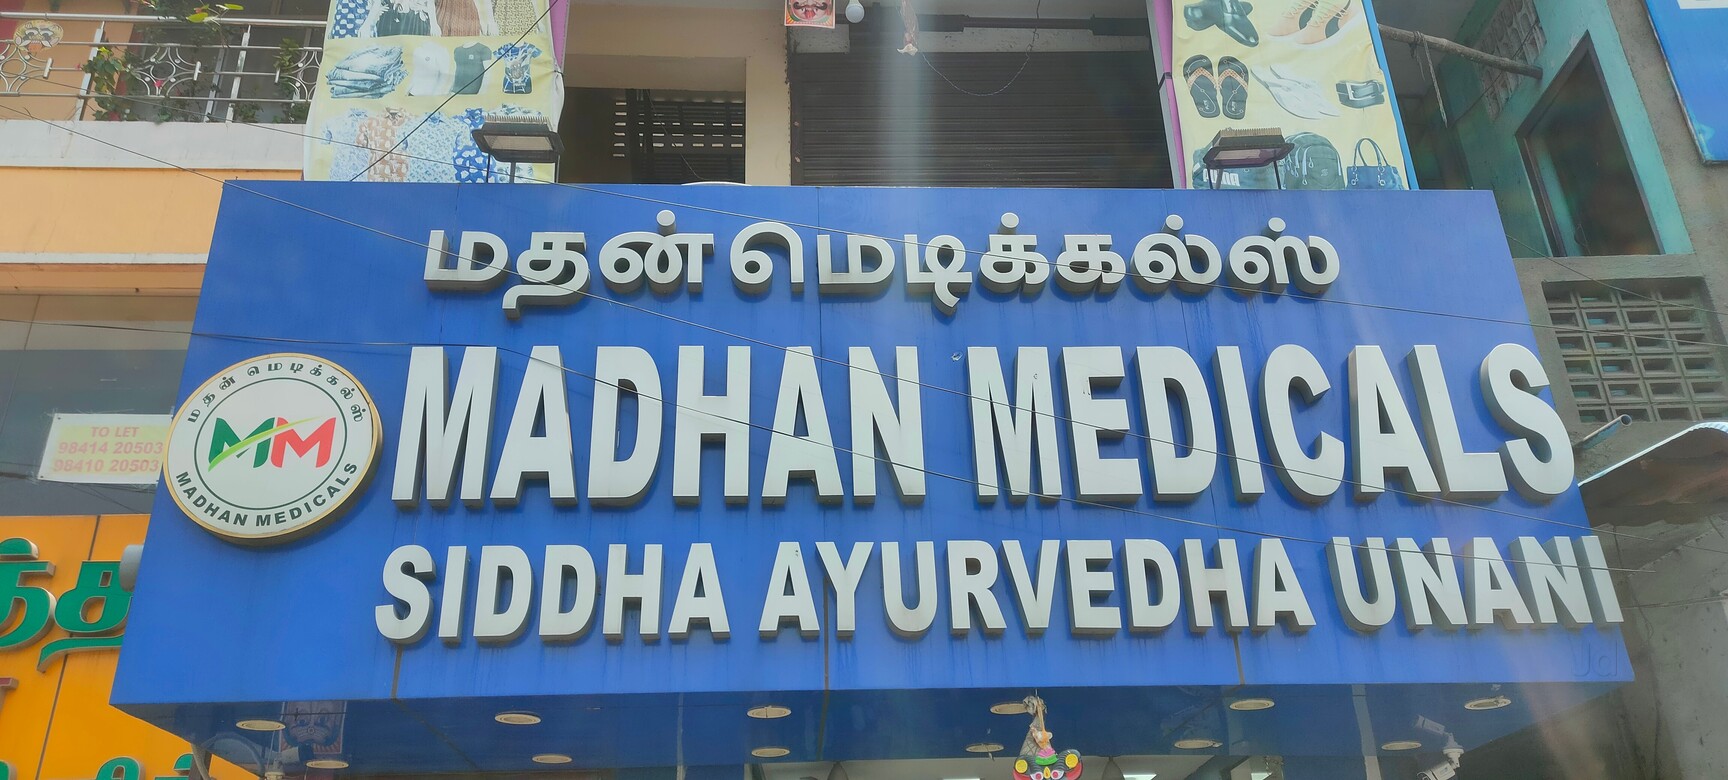 மதன் மெடிக்கல்ஸ்
MADHAN MEDICALS
SIDDHA AYURVEDHA UNANI
மதன் மெடிக்கல்ஸ்
MM
MADHAN MEDICALS
TO LET
98414 20503
98410 20503